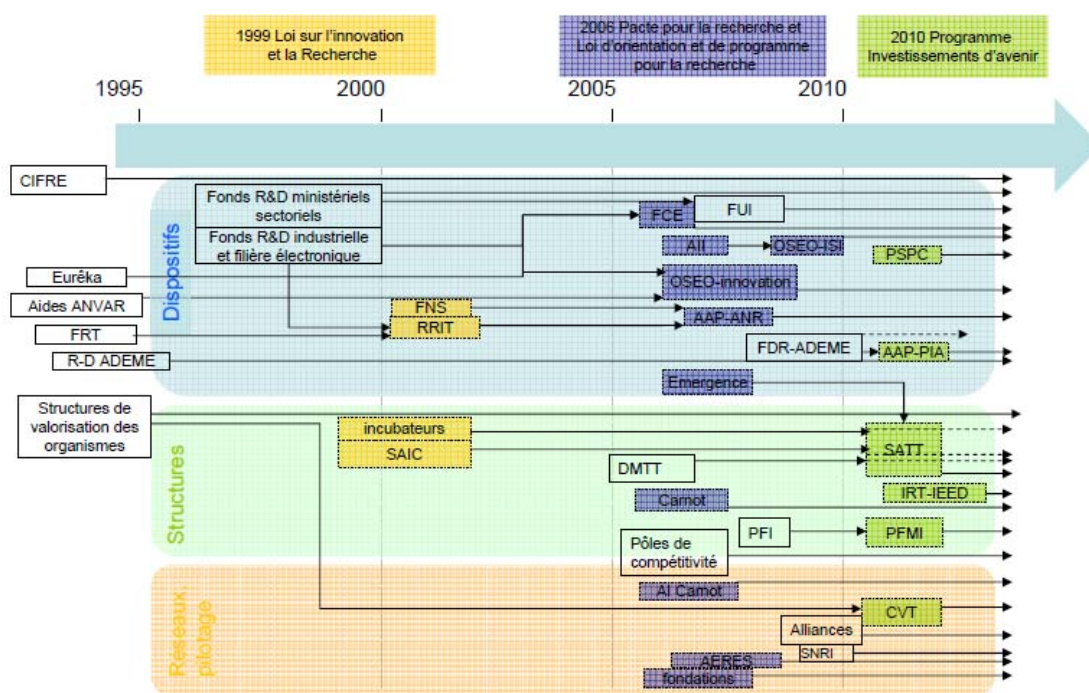 1999 Loi sur l'innovation
et la Recherche
2006 Pacte pour la recherche et
Loi d'orientation et de programme
pour la recherche
2010 Programme
Investissements d'avenir
1995
2000
2005
2010
CIFRE
Fonds R&D ministériels
sectoriels
FCE
FUI
Fonds R&D industrielle
et filière électronique
AII
OSEO-ISI
PSPC
Dispositifs
Eurêka
OSEO-innovation
Aides ANVAR
FNS
AAP-ANR
FRT
RRIT
R-D ADEME
FDR-ADEME
AAP-PIA
Emergence
Structures de
valorisation des
organismes
incubateurs
SAIC
SATT
DMTT
IRT-IEED
Structures
Carnot
PFI
PFMI
Pôles de
compétitivité
AI Carnot
CVT
Reseaux,
pilotage
Alliances
SNRI
AERES
fondations